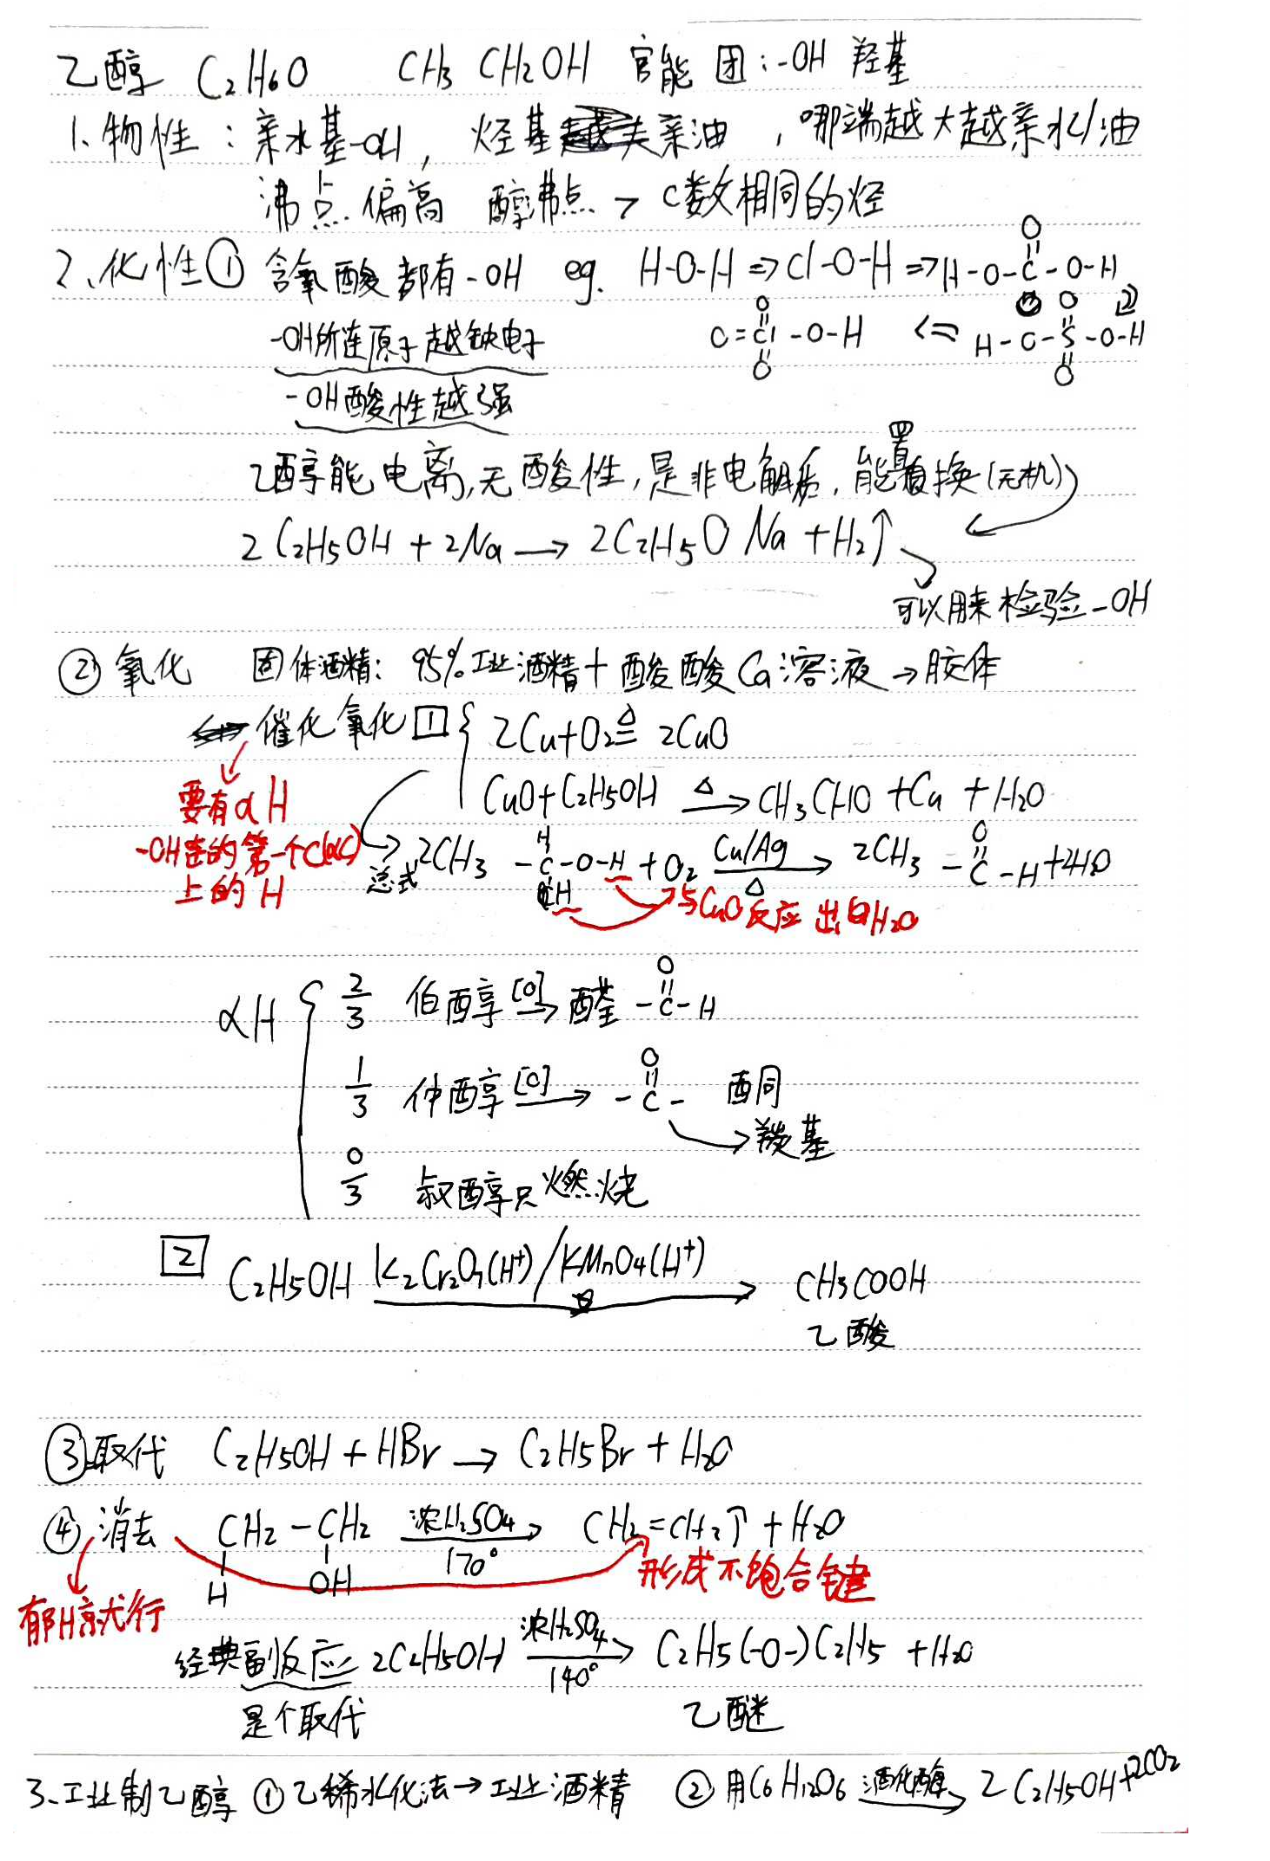 乙醇 C₂H₆O CH₃CH₂OH 官能团:-OH 羟基
1.物性:亲水基-OH, 烃基亲油,哪端越大越亲水/油
沸点偏高 醇沸点 > C数相同的烃
2、化性① 含氧酸都有-OH eg. H-O-H ⇒ Cl-O-H ⇒ H-O-C(=O)-O-H
-OH所连原子越缺电子
H-O-S(=O)(=O)-O-H ⇐ O=Cl(=O)(=O)-O-H
-OH酸性越强
乙醇能电离,无酸性,是非电解质,能置换(无机)
2C₂H₅OH + 2Na → 2C₂H₅ONa + H₂↑
可以用来检验-OH
② 氧化 固体酒精:95%工业酒精+醋酸Ca溶液→胶体
催化氧化 1 { 2Cu+O₂ ≜ 2CuO
CuO+C₂H₅OH △→ CH₃CHO + Cu + H₂O
要有αH
-OH连的第一个C(αC)
上的H
总式 2CH₃-C(H)(H)-O-H + O₂ Cu/Ag △→ 2CH₃-C(=O)-H + 2H₂O
与CuO反应出H₂O
αH { 2/3 伯醇 [O]→ 醛 -C(=O)-H
1/3 仲醇 [O]→ -C(=O)- 酮
羰基
0/3 叔醇只燃烧
2 C₂H₅OH K₂Cr₂O₇(H⁺)/KMnO₄(H⁺) → CH₃COOH
乙酸
③取代 C₂H₅OH + HBr → C₂H₅Br + H₂O
④消去 CH₂(H)-CH₂(OH) 浓H₂SO₄ 170°→ CH₂=CH₂↑ + H₂O
形成不饱合键
有βH就行
经典副反应 2C₂H₅OH 浓H₂SO₄ 140°→ C₂H₅(-O-)C₂H₅ + H₂O
是个取代 乙醚
3、工业制乙醇 ①乙稀水化法→工业酒精 ②用C₆H₁₂O₆ 酒化酶→ 2C₂H₅OH+2CO₂